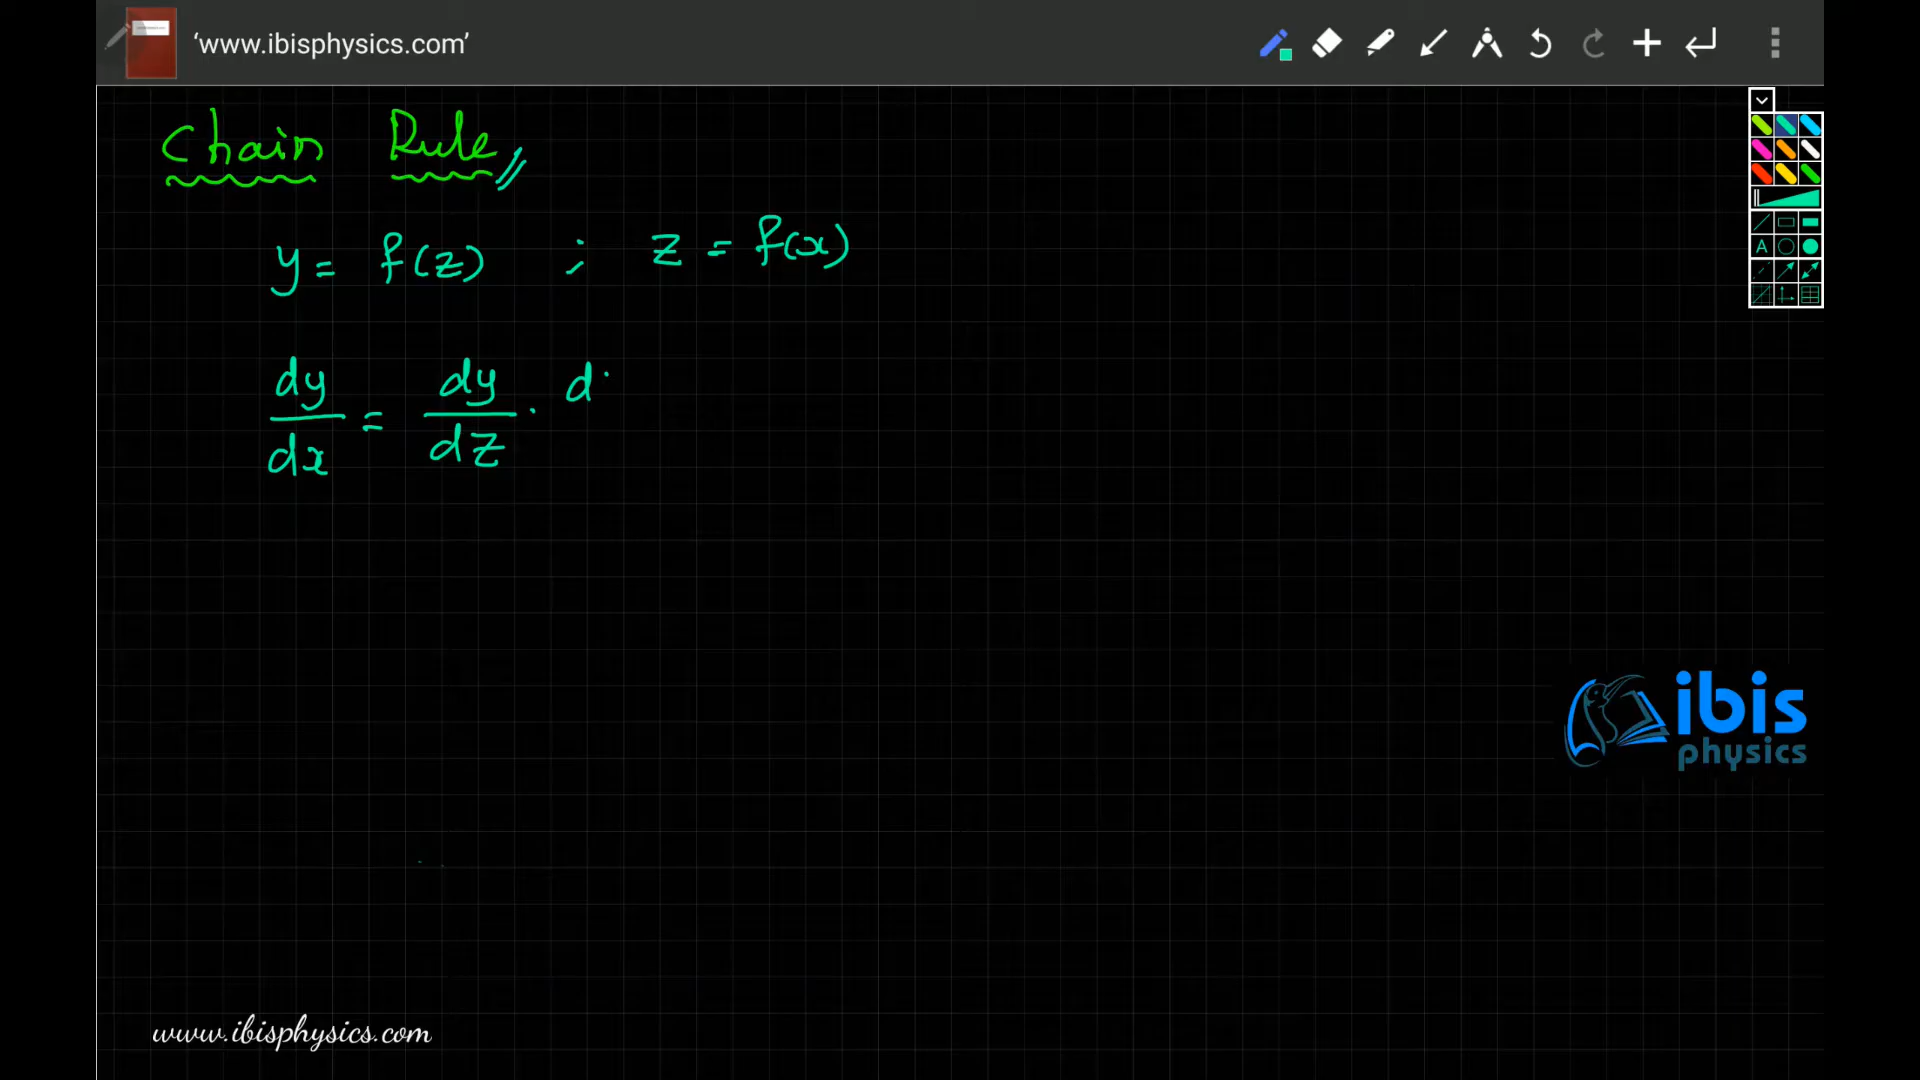 ‘www.ibisphysics.com’
Chain Rule
y = f(z) ; z = f(x)
dy/dx = dy/dz · d
A
ibis
physics
www.ibisphysics.com